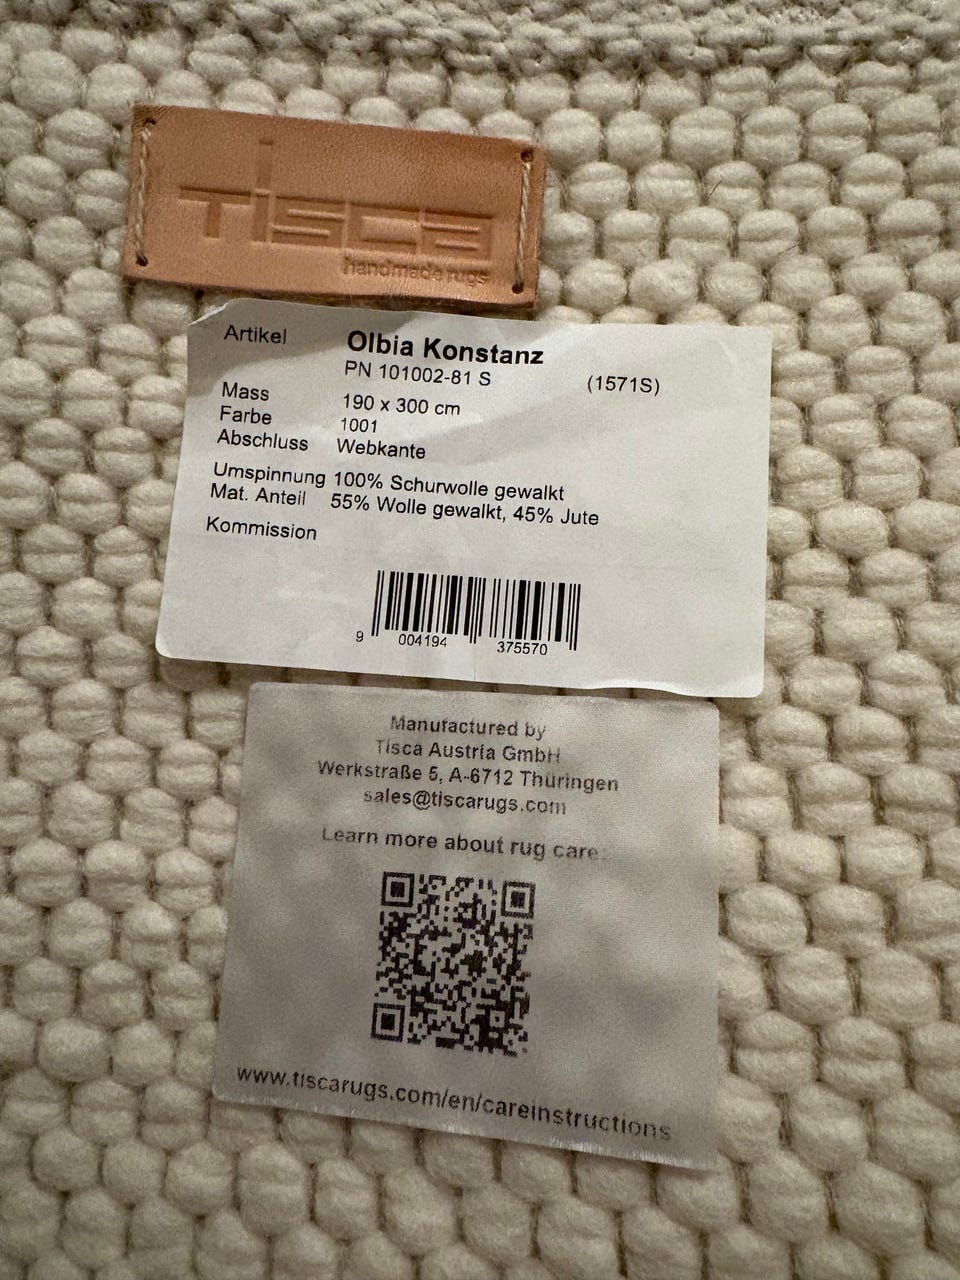 Tisca
handmade rugs
Artikel Olbia Konstanz
PN 101002-81 S (1571S)
Mass 190 x 300 cm
Farbe 1001
Abschluss Webkante
Umspinnung 100% Schurwolle gewalkt
Mat. Anteil 55% Wolle gewalkt, 45% Jute
Kommission
9 004194 375570
Manufactured by
Tisca Austria GmbH
Werkstraße 5, A-6712 Thüringen
sales@tiscarugs.com
Learn more about rug care:
www.tiscarugs.com/en/careinstructions